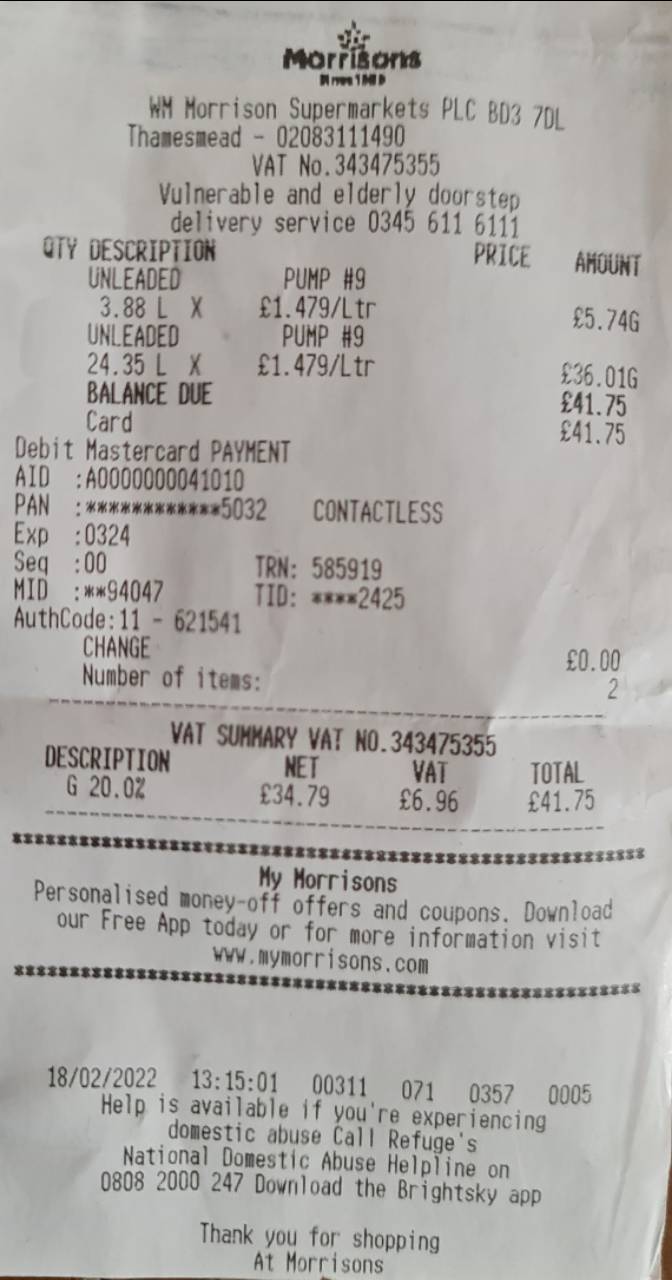 Morrisons
Since 1899
WM Morrison Supermarkets PLC BD3 7DL
Thamesmead - 02083111490
VAT No.343475355
Vulnerable and elderly doorstep
delivery service 0345 611 6111
QTY DESCRIPTION PRICE AMOUNT
UNLEADED PUMP #9
3.88 L X £1.479/Ltr £5.74G
UNLEADED PUMP #9
24.35 L X £1.479/Ltr £36.01G
BALANCE DUE £41.75
Card £41.75
Debit Mastercard PAYMENT
AID :A0000000041010
PAN :************5032 CONTACTLESS
Exp :0324
Seq :00 TRN: 585919
MID :**94047 TID: ****2425
AuthCode:11 - 621541
CHANGE £0.00
Number of items: 2
VAT SUMMARY VAT NO.343475355
DESCRIPTION NET VAT TOTAL
G 20.0% £34.79 £6.96 £41.75
My Morrisons
Personalised money-off offers and coupons. Download
our Free App today or for more information visit
www.mymorrisons.com
18/02/2022 13:15:01 00311 071 0357 0005
Help is available if you're experiencing
domestic abuse Call Refuge's
National Domestic Abuse Helpline on
0808 2000 247 Download the Brightsky app
Thank you for shopping
At Morrisons